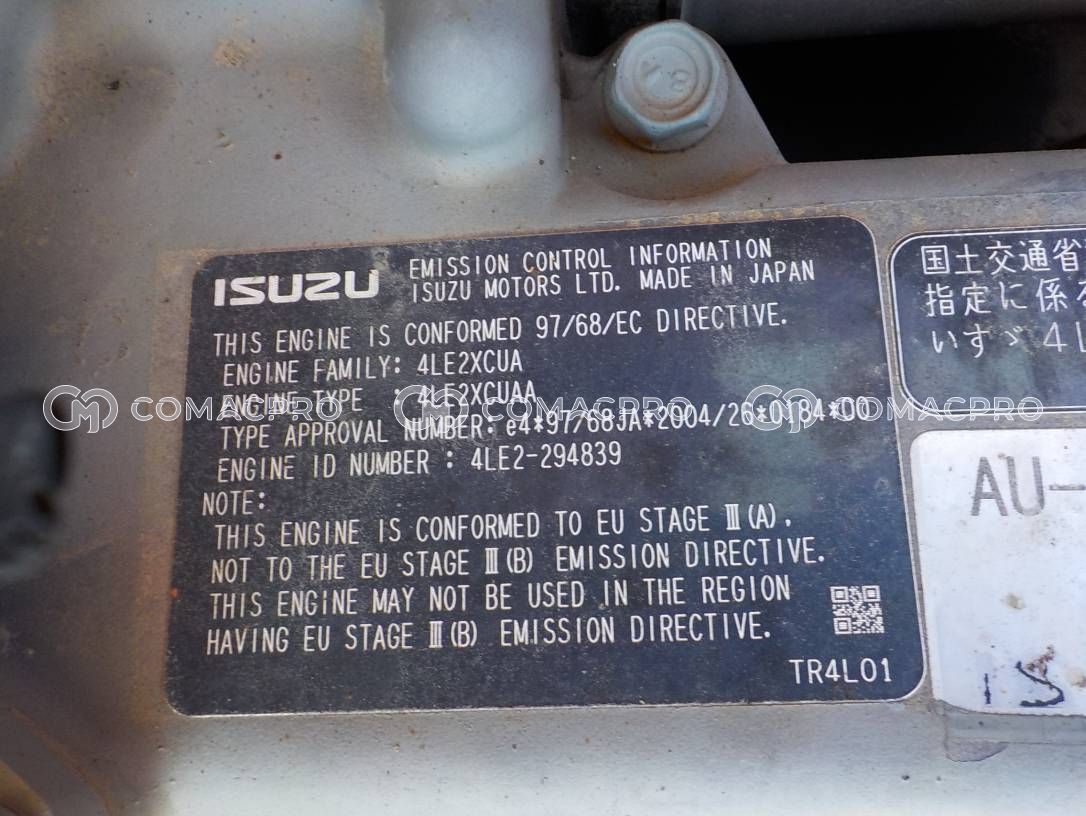 8
ISUZU
EMISSION CONTROL INFORMATION
ISUZU MOTORS LTD. MADE IN JAPAN
THIS ENGINE IS CONFORMED 97/68/EC DIRECTIVE.
ENGINE FAMILY: 4LE2XCUA
ENGINE TYPE : 4LE2XCUAA
TYPE APPROVAL NUMBER: e4*97/68JA*2004/26*0184*00
ENGINE ID NUMBER : 4LE2-294839
NOTE:
THIS ENGINE IS CONFORMED TO EU STAGE Ⅲ(A).
NOT TO THE EU STAGE Ⅲ(B) EMISSION DIRECTIVE.
THIS ENGINE MAY NOT BE USED IN THE REGION
HAVING EU STAGE Ⅲ(B) EMISSION DIRECTIVE.
TR4L01
国土交通省
指定に係る
いすゞ 4L
AU-
IS
COMACPRO COMACPRO COMACPRO